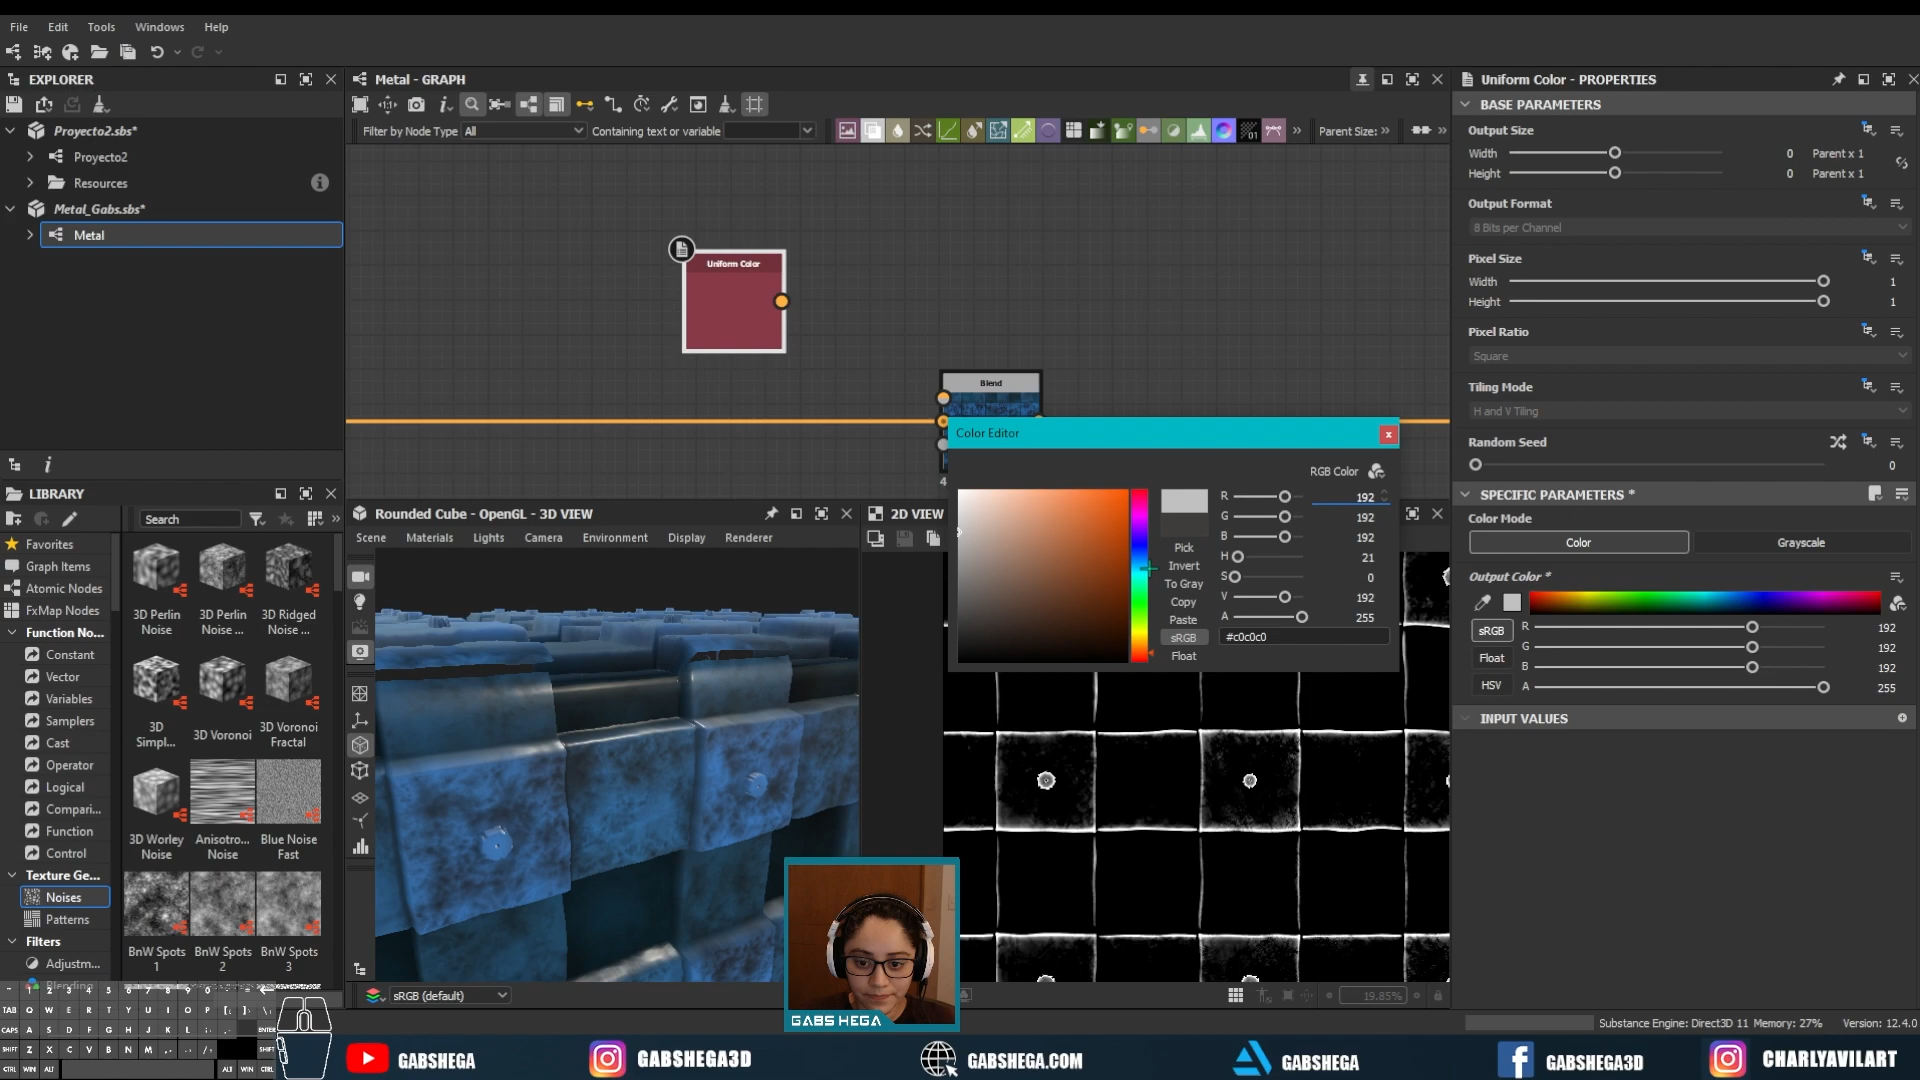 File Edit Tools Windows Help
EXPLORER
Proyecto2.sbs*
Proyecto2
Resources
Metal_Gabs.sbs*
Metal
LIBRARY
Search
Favorites
Graph Items
Atomic Nodes
FxMap Nodes
Function No...
Constant
Vector
Variables
Samplers
Cast
Operator
Logical
Compari...
Function
Control
Texture Ge...
Noises
Patterns
Filters
Adjustm...
3D Perlin Noise
3D Perlin Noise ...
3D Ridged Noise ...
3D Simpl...
3D Voronoi
3D Voronoi Fractal
3D Worley Noise
Anisotro... Noise
Blue Noise Fast
BnW Spots 1
BnW Spots 2
BnW Spots 3
Metal - GRAPH
Filter by Node Type All Containing text or variable
Parent Size:
Uniform Color
Blend
Color Editor
RGB Color
R 192
G 192
B 192
H 21
S 0
V 192
A 255
#c0c0c0
Pick
Invert
To Gray
Copy
Paste
sRGB
Float
Rounded Cube - OpenGL - 3D VIEW
Scene Materials Lights Camera Environment Display Renderer
sRGB (default)
2D VIEW
19.85%
Uniform Color - PROPERTIES
BASE PARAMETERS
Output Size
Width 0 Parent x 1
Height 0 Parent x 1
Output Format
8 Bits per Channel
Pixel Size
Width 1
Height 1
Pixel Ratio
Square
Tiling Mode
H and V Tiling
Random Seed
0
SPECIFIC PARAMETERS *
Color Mode
Color Grayscale
Output Color *
sRGB R 192
G 192
Float
B 192
HSV A 255
INPUT VALUES
Substance Engine: Direct3D 11 Memory: 27% Version: 12.4.0
GABS HEGA
GABSHEGA
GABSHEGA3D
GABSHEGA.COM
GABSHEGA
GABSHEGA3D
CHARLYAVILART